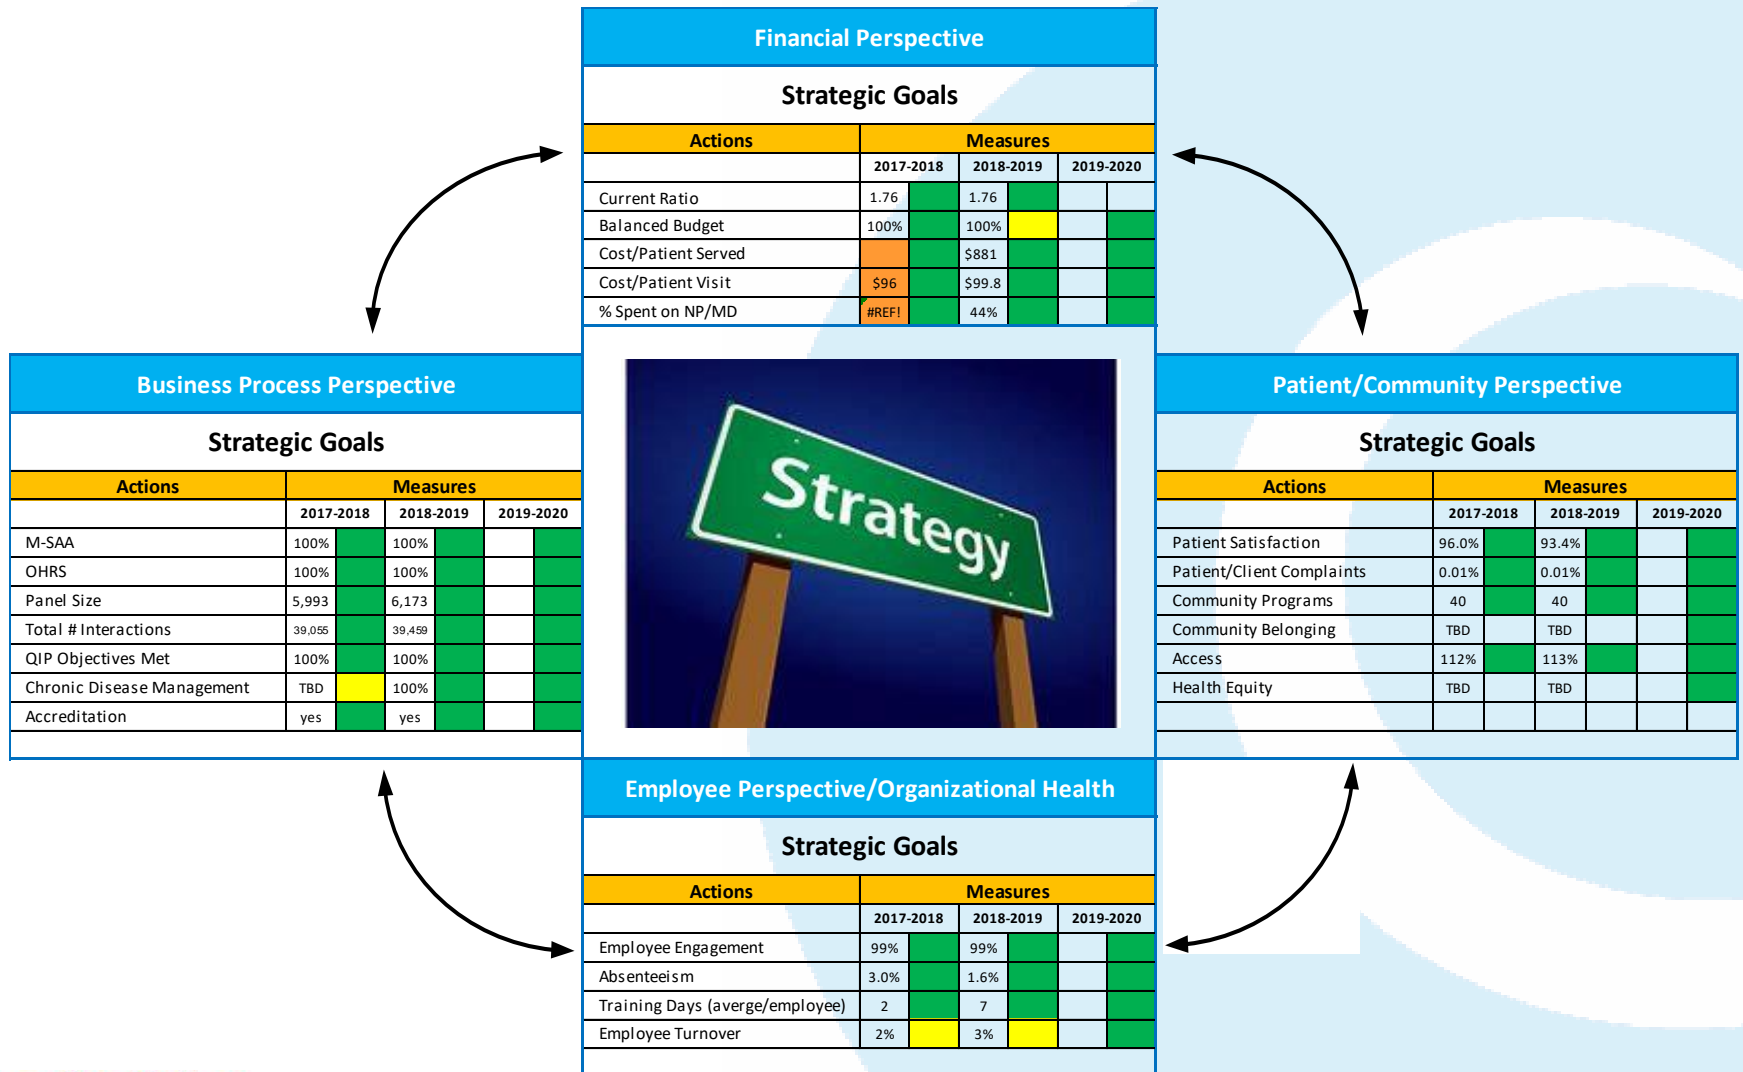 Financial Perspective
Strategic Goals
Actions Measures
2017-2018 2018-2019 2019-2020
Current Ratio 1.76 1.76
Balanced Budget 100% 100%
Cost/Patient Served $881
Cost/Patient Visit $96 $99.8
% Spent on NP/MD #REF! 44%
Business Process Perspective
Strategic Goals
Actions Measures
2017-2018 2018-2019 2019-2020
M-SAA 100% 100%
OHRS 100% 100%
Panel Size 5,993 6,173
Total # Interactions 39,055 39,459
QIP Objectives Met 100% 100%
Chronic Disease Management TBD 100%
Accreditation yes yes
Strategy
Patient/Community Perspective
Strategic Goals
Actions Measures
2017-2018 2018-2019 2019-2020
Patient Satisfaction 96.0% 93.4%
Patient/Client Complaints 0.01% 0.01%
Community Programs 40 40
Community Belonging TBD TBD
Access 112% 113%
Health Equity TBD TBD
Employee Perspective/Organizational Health
Strategic Goals
Actions Measures
2017-2018 2018-2019 2019-2020
Employee Engagement 99% 99%
Absenteeism 3.0% 1.6%
Training Days (averge/employee) 2 7
Employee Turnover 2% 3%